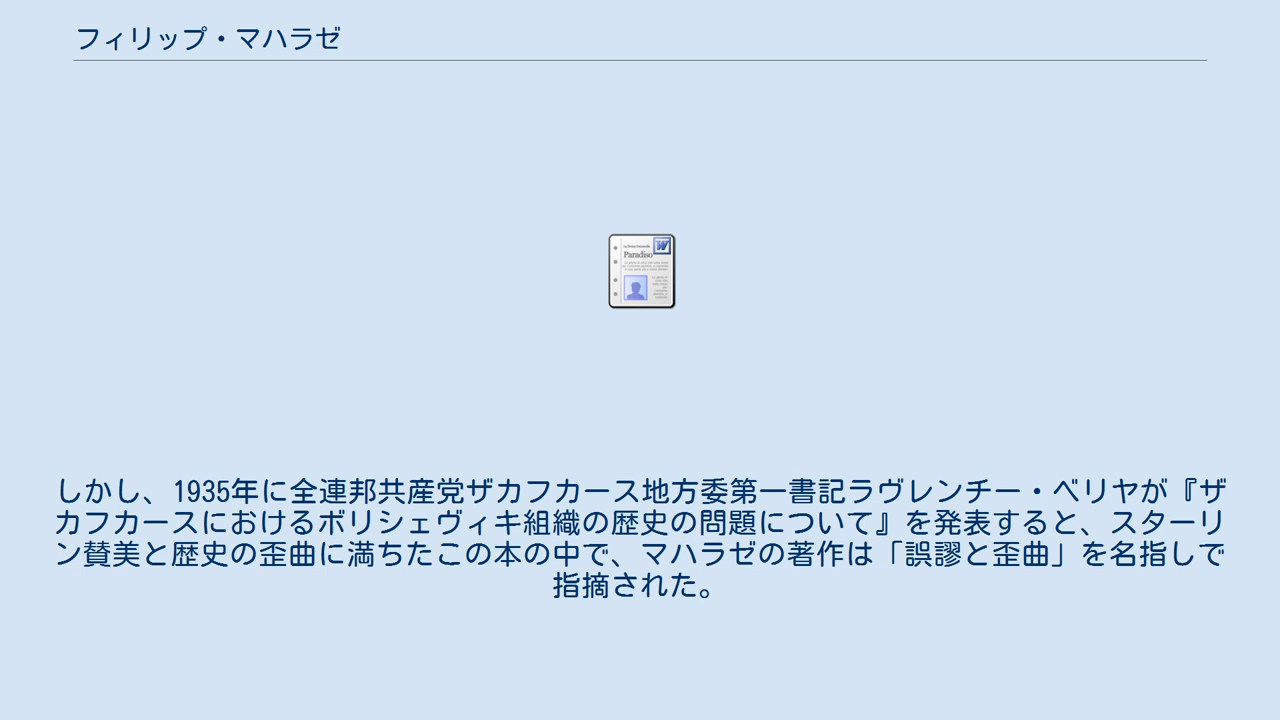 フィリップ・マハラゼ
Paradiso
W
しかし、1935年に全連邦共産党ザカフカース地方委第一書記ラヴレンチー・ベリヤが『ザ
カフカースにおけるボリシェヴィキ組織の歴史の問題について』を発表すると、スターリ
ン賛美と歴史の歪曲に満ちたこの本の中で、マハラゼの著作は「誤謬と歪曲」を名指しで
指摘された。